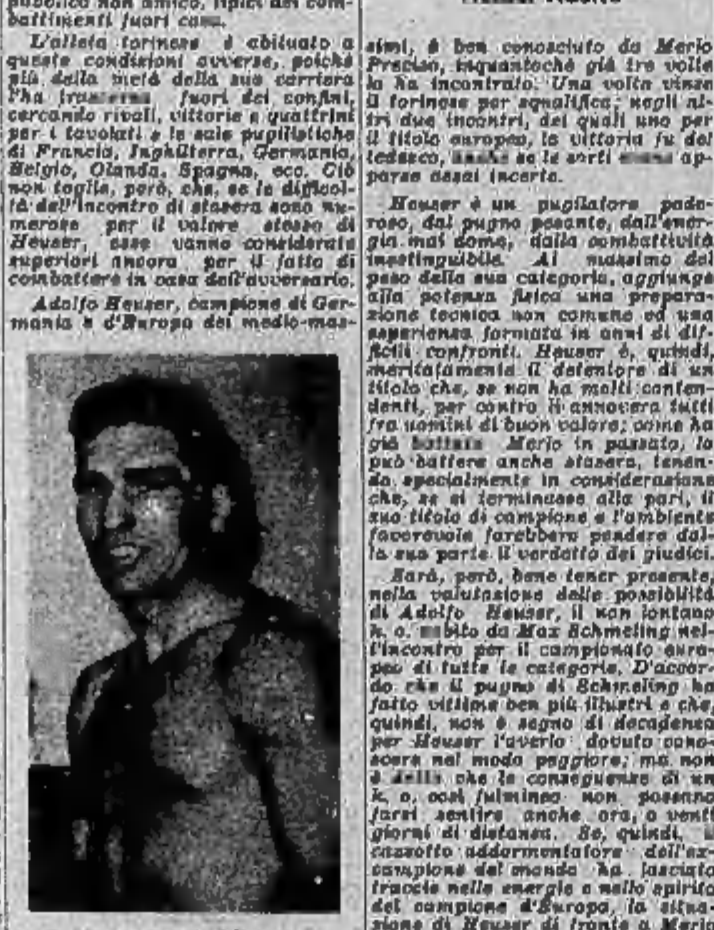 pubblico non amico, tipici dei com-
battimenti fuori casa.
L'atleta torinese è abituato a
queste condizioni avverse, poichè
più della metà della sua carriera
l'ha fuori dei confini,
cercando rivali, vittorie e quattrini
per i tavolati e le sale pugilistiche
di Francia, Inghilterra, Germania,
Belgio, Olanda, Spagna, ecc. Ciò
non toglie, però, che, se le difficol-
tà dell'incontro di stasera sono nu-
merose per il valore stesso di
Heuser, esse vanno considerate
superiori ancora per il fatto di
combattere in casa dell'avversario.
Adolfo Heuser, campione di Ger-
mania e d'Europa dei medio-mas-
simi, è ben conosciuto da Merlo
Preciso, inquantochè già tre volte
lo ha incontrato. Una volta vinse
il torinese per squalifica; negli al-
tri due incontri, dei quali uno per
il titolo europeo, la vittoria fu del
tedesco, se le sorti ap-
parse assai incerte.
Heuser è un pugilatore pode-
roso, dal pugno pesante, dall'ener-
gia mai doma, dalla combattività
inestinguibile. Al massimo del
peso della sua categoria, aggiunge
alla potenza fisica una prepara-
zione tecnica non comune ed una
esperienza formata in anni di dif-
ficili confronti. Heuser è, quindi,
meritatamente il detentore di un
titolo che, se non ha molti conten-
denti, per contro li annovera tutti
fra uomini di buon valore; come ha
già Merlo in passato, lo
può battere anche stasera, tenen-
do specialmente in considerazione
che, se si terminasse alla pari, il
suo titolo di campione e l'ambiente
favorevole farebbero pendere dal-
la sua parte il verdetto dei giudici.
Sarà, però, bene tener presente,
nella valutazione delle possibilità
di Adolfo Heuser, il non lontano
k. o. subito da Max Schmeling nel-
l'incontro per il campionato euro-
peo di tutte le categorie. D'accor-
do che il pugno di Schmeling ha
fatto vittime ben più illustri e che,
quindi, non è segno di decadenza
per Heuser l'averlo dovuto cono-
scere nel modo peggiore; ma non
è che le conseguenze di un
k. o. così fulmineo non possano
farsi sentire anche ora, a venti
giorni di distanza. Se, quindi, il
cazzotto addormentatore dell'ex-
campione del mondo ha lasciato
traccie nelle energie e nello spirito
del campione d'Europa, la situa-
zione di Heuser di fronte a Merlo